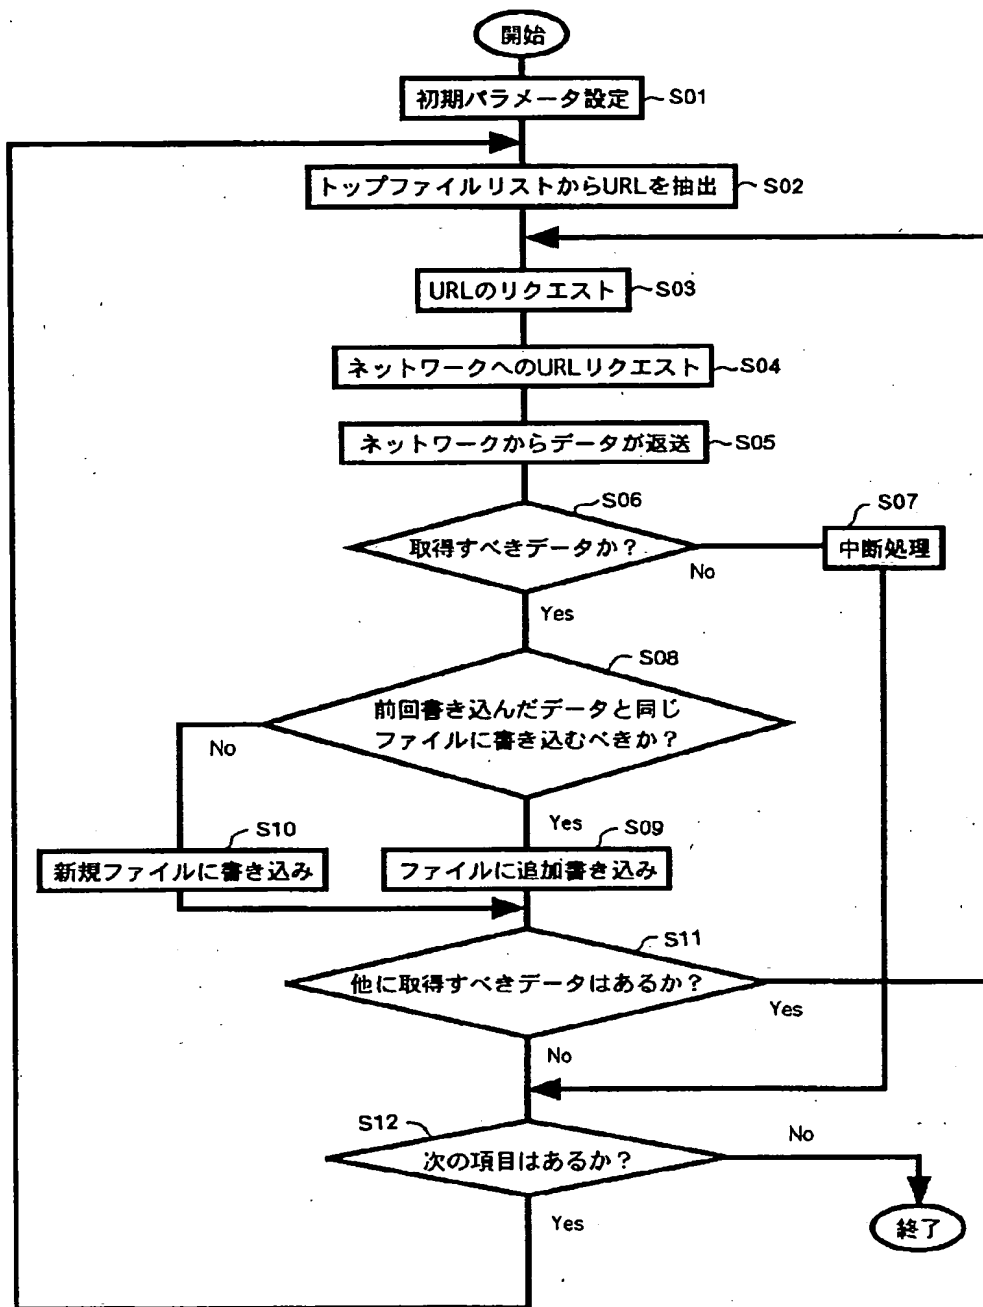 開始
初期パラメータ設定
S01
トップファイルリストからURLを抽出
S02
URLのリクエスト
S03
ネットワークへのURLリクエスト
S04
ネットワークからデータが返送
S05
S06
取得すべきデータか？
No
S07
中断処理
Yes
S08
前回書き込んだデータと同じ
ファイルに書き込むべきか？
No
Yes
S10
新規ファイルに書き込み
S09
ファイルに追加書き込み
S11
他に取得すべきデータはあるか？
Yes
No
S12
次の項目はあるか？
No
Yes
終了